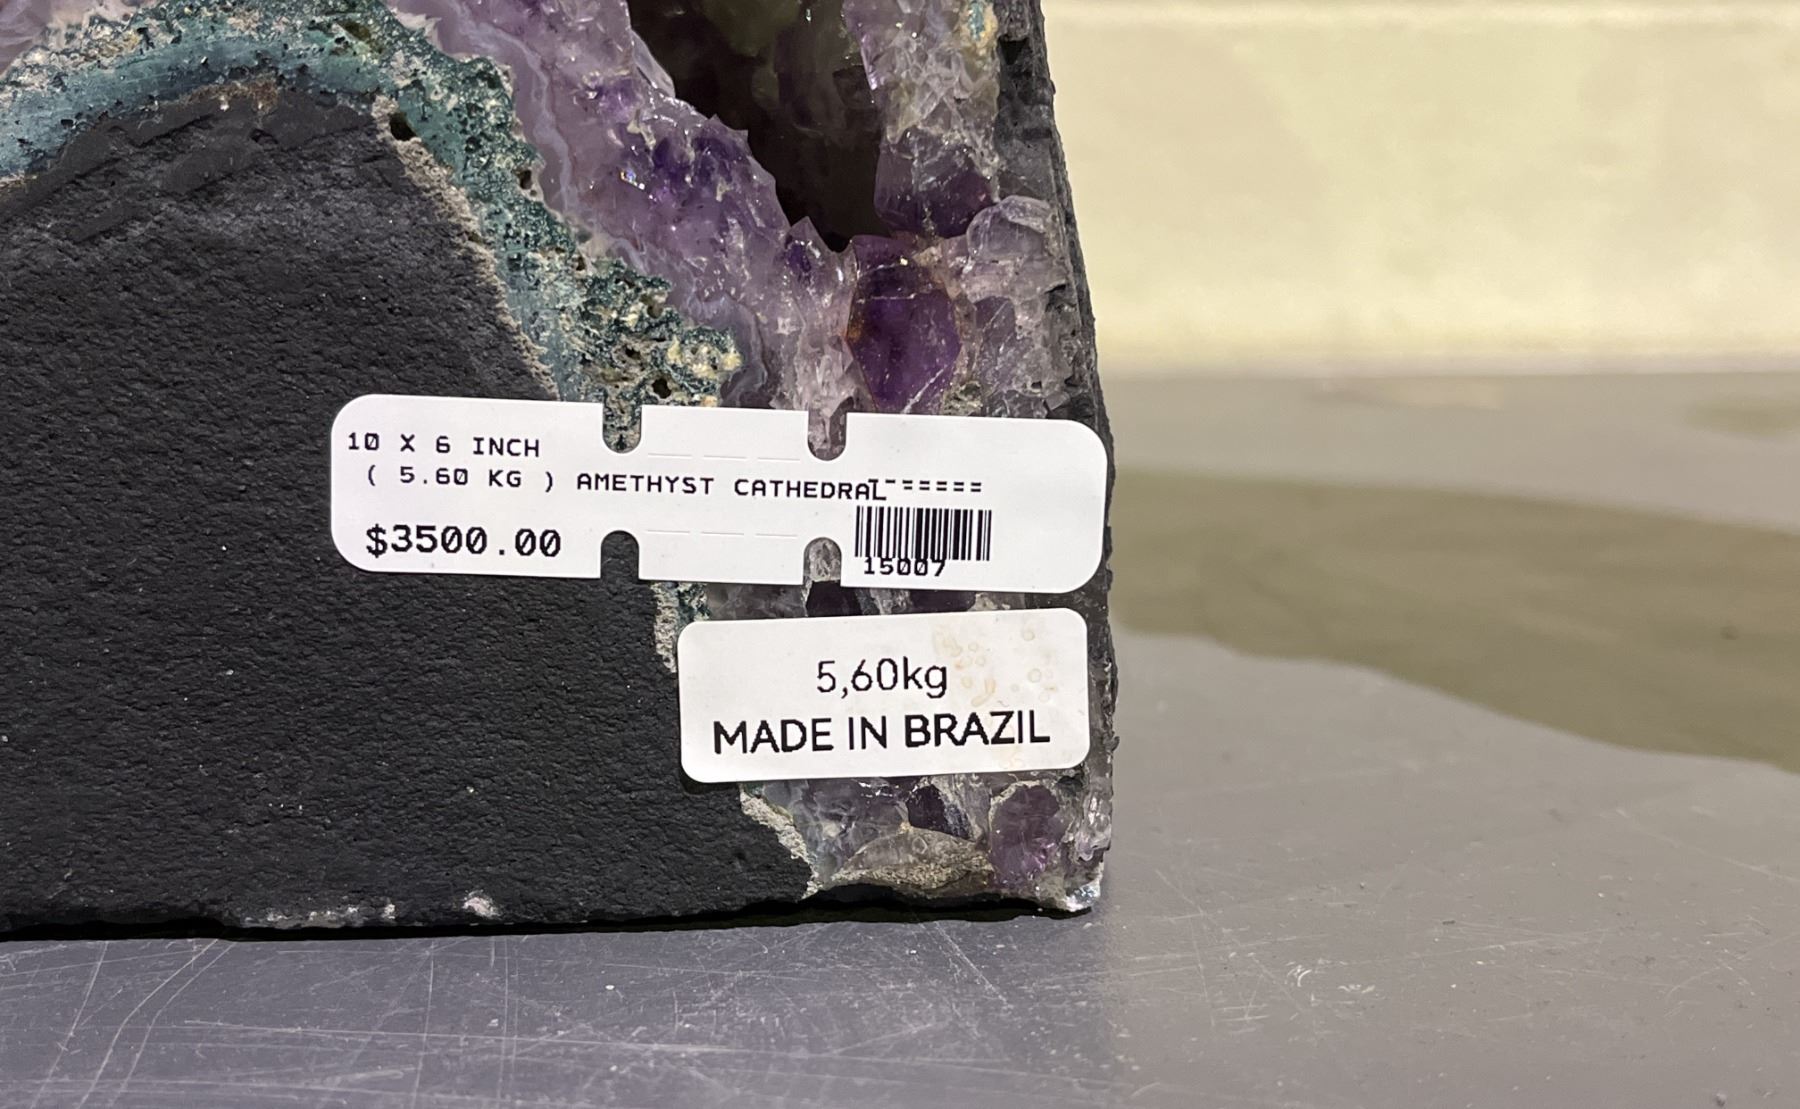 10 X 6 INCH
( 5.60 KG ) AMETHYST CATHEDRAL
$3500.00
15007
5,60kg
MADE IN BRAZIL